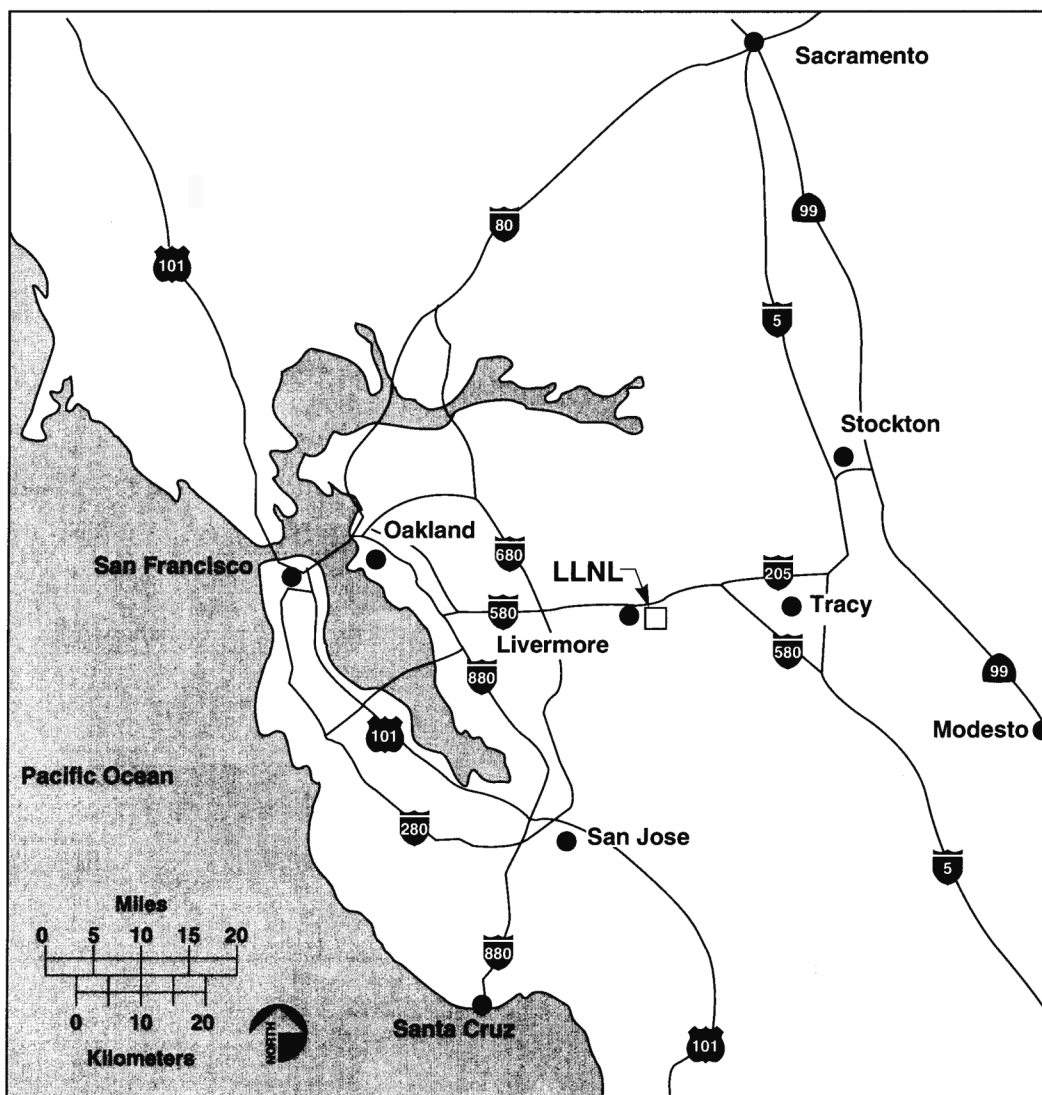 Sacramento
99
80
101
5
Stockton
Oakland
San Francisco
680
LLNL
205
Tracy
580
Livermore
580
880
99
Modesto
101
Pacific Ocean
280
San Jose
5
Miles
0 5 10 15 20
880
0 10 20
Kilometers
NORTH
Santa Cruz
101